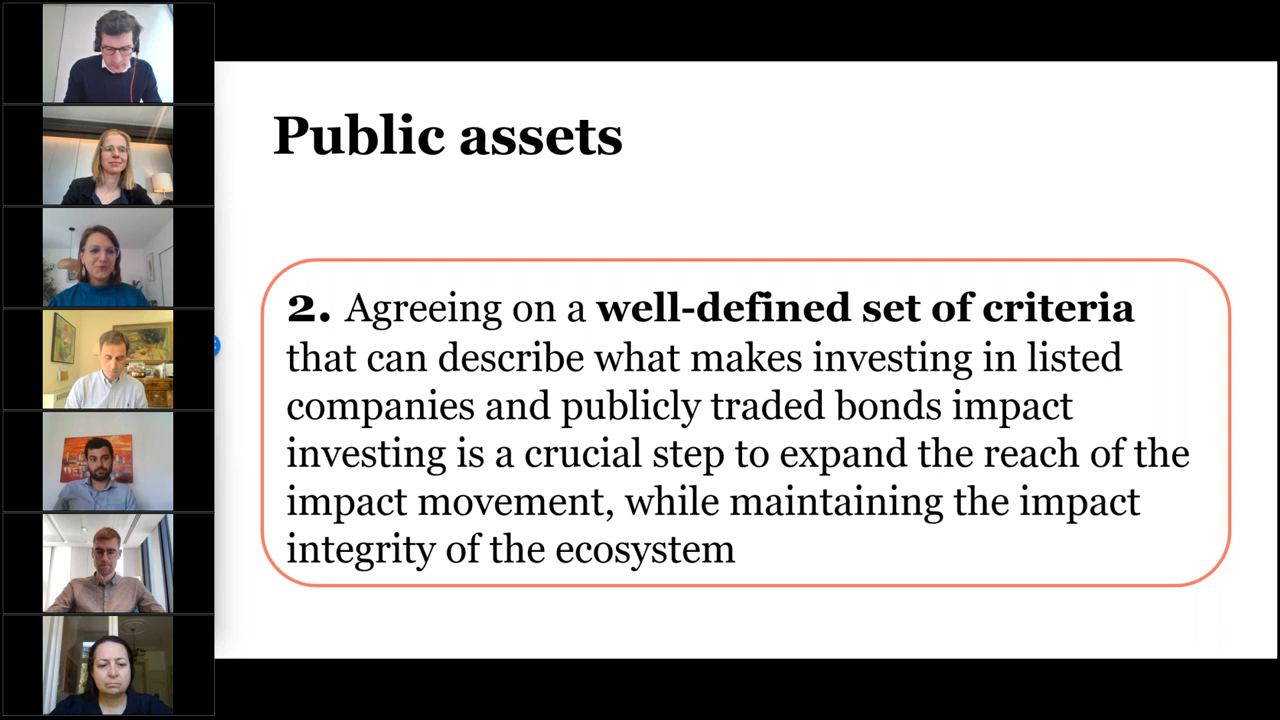 Public assets
2. Agreeing on a well-defined set of criteria
that can describe what makes investing in listed
companies and publicly traded bonds impact
investing is a crucial step to expand the reach of the
impact movement, while maintaining the impact
integrity of the ecosystem